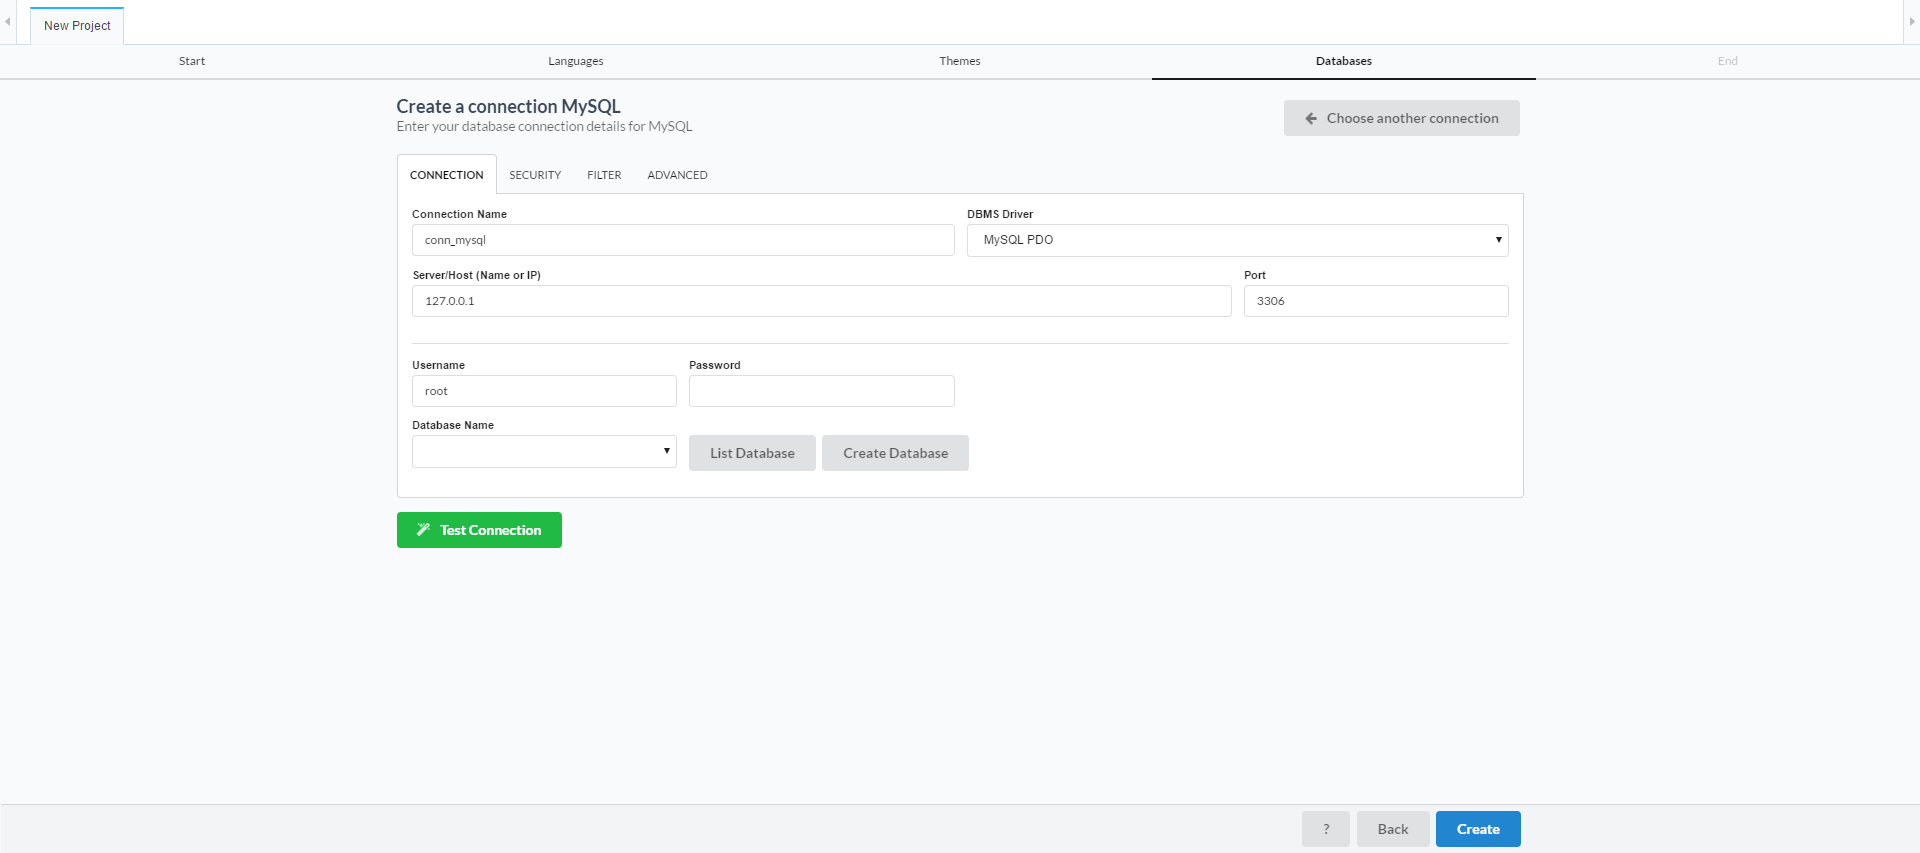 New Project
Start Languages Themes Databases End
Create a connection MySQL
Enter your database connection details for MySQL
Choose another connection
CONNECTION SECURITY FILTER ADVANCED
Connection Name DBMS Driver
conn_mysql MySQL PDO
Server/Host (Name or IP) Port
127.0.0.1 3306
Username Password
root
Database Name
List Database Create Database
Test Connection
? Back Create